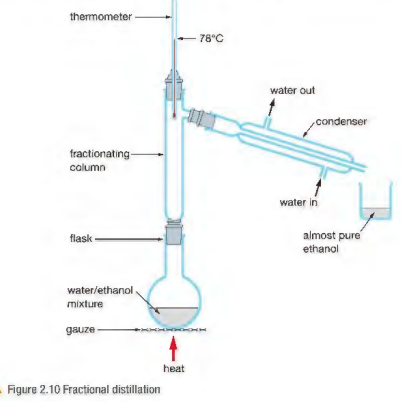 thermometer
78°C
water out
condenser
fractionating
column
water in
flask
almost pure
ethanol
water/ethanol
mixture
gauze
heat
Figure 2.10 Fractional distillation